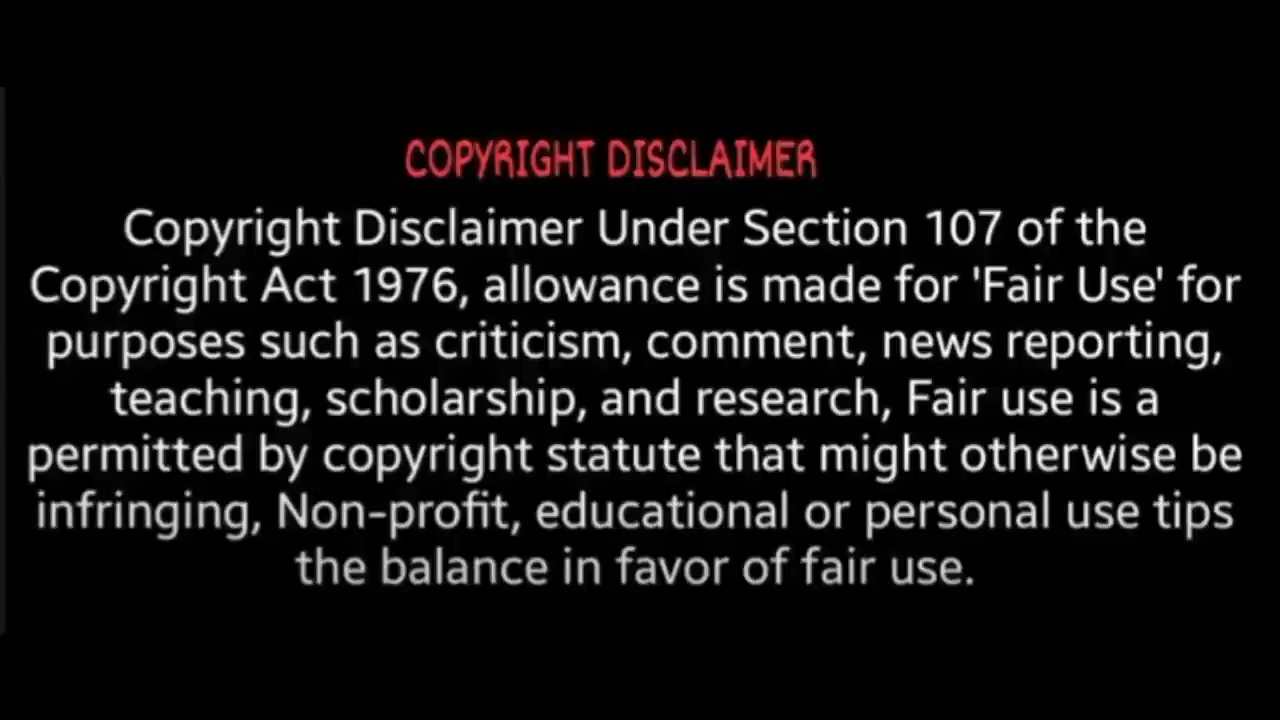 COPYRIGHT DISCLAIMER
Copyright Disclaimer Under Section 107 of the
Copyright Act 1976, allowance is made for 'Fair Use' for
purposes such as criticism, comment, news reporting,
teaching, scholarship, and research, Fair use is a
permitted by copyright statute that might otherwise be
infringing, Non-profit, educational or personal use tips
the balance in favor of fair use.